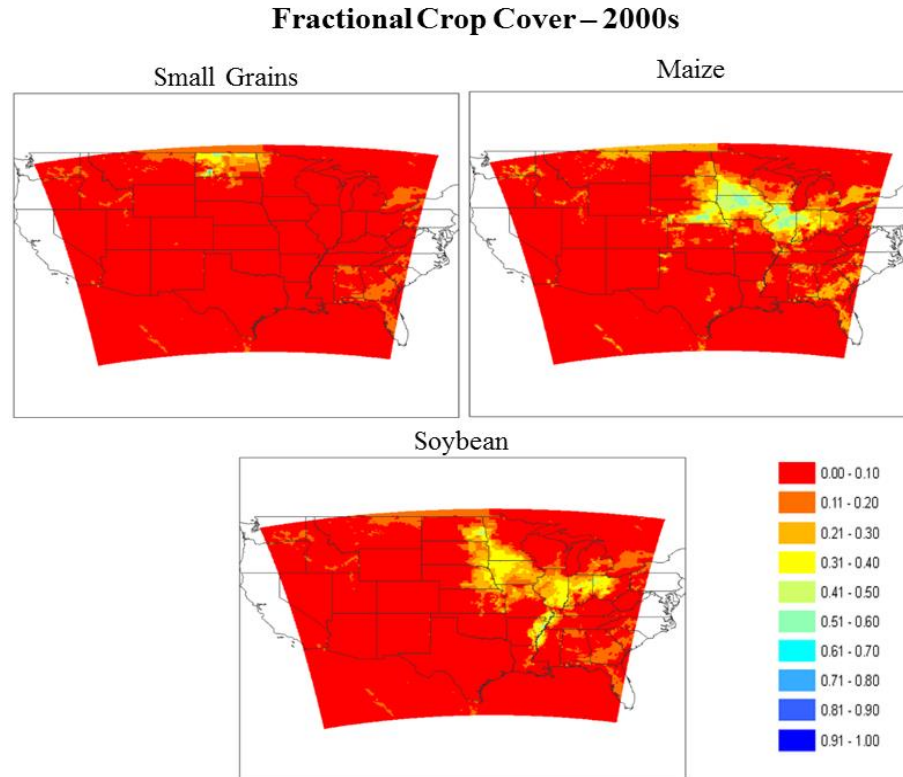 Fractional Crop Cover – 2000s
Small Grains
Maize
Soybean
0.00 - 0.10
0.11 - 0.20
0.21 - 0.30
0.31 - 0.40
0.41 - 0.50
0.51 - 0.60
0.61 - 0.70
0.71 - 0.80
0.81 - 0.90
0.91 - 1.00